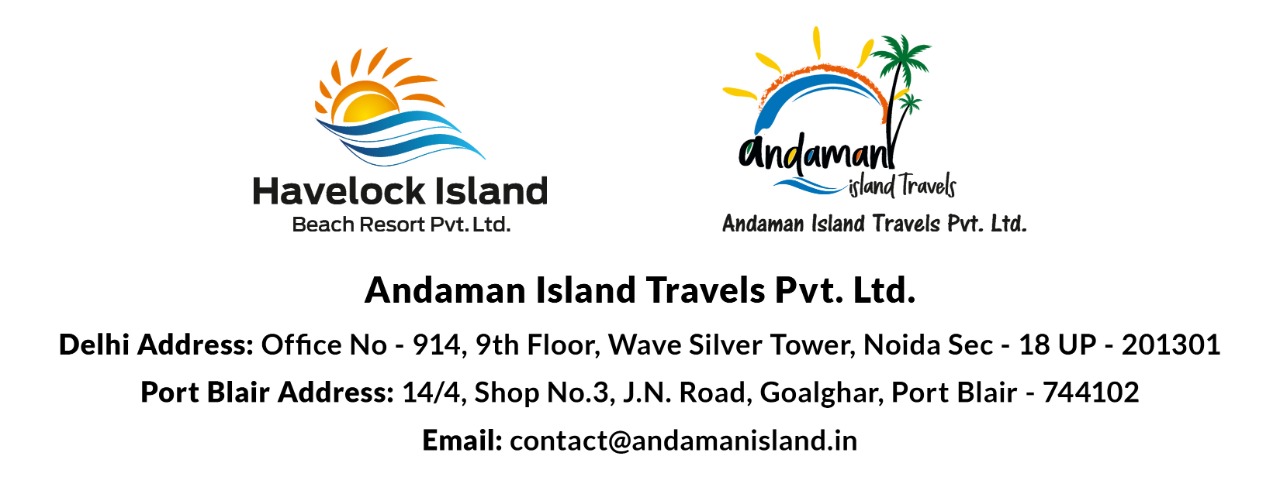 Havelock Island
Beach Resort Pvt. Ltd.
andaman
island Travels
Andaman Island Travels Pvt. Ltd.
Andaman Island Travels Pvt. Ltd.
Delhi Address: Office No - 914, 9th Floor, Wave Silver Tower, Noida Sec - 18 UP - 201301
Port Blair Address: 14/4, Shop No.3, J.N. Road, Goalghar, Port Blair - 744102
Email: contact@andamanisland.in